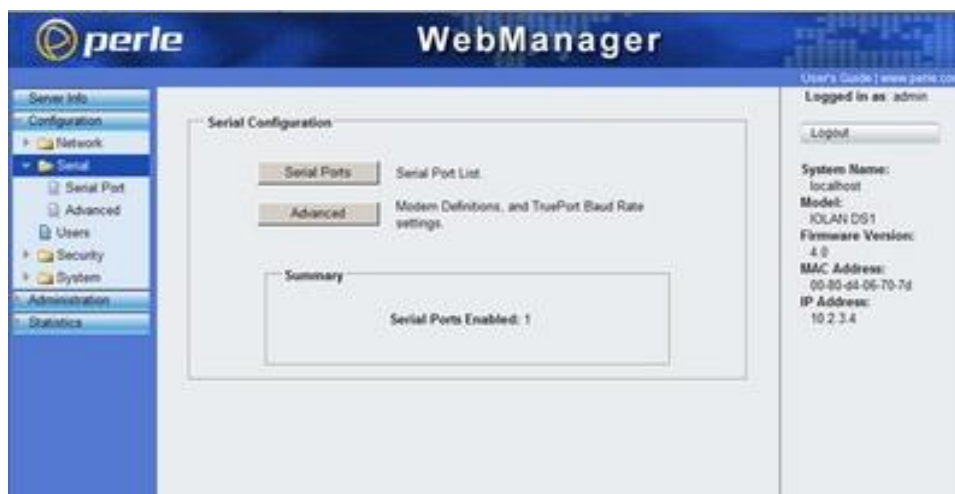 perle
WebManager
User's Guide | www.perle.com
Server Info
Configuration
Network
Serial
Serial Port
Advanced
Users
Security
System
Administration
Statistics
Serial Configuration
Serial Ports
Serial Port List.
Advanced
Modem Definitions, and TruePort Baud Rate
settings.
Summary
Serial Ports Enabled: 1
Logged in as: admin
Logout
System Name:
localhost
Model:
IOLAN DS1
Firmware Version:
4.0
MAC Address:
00-80-d4-06-70-7d
IP Address:
10.2.3.4